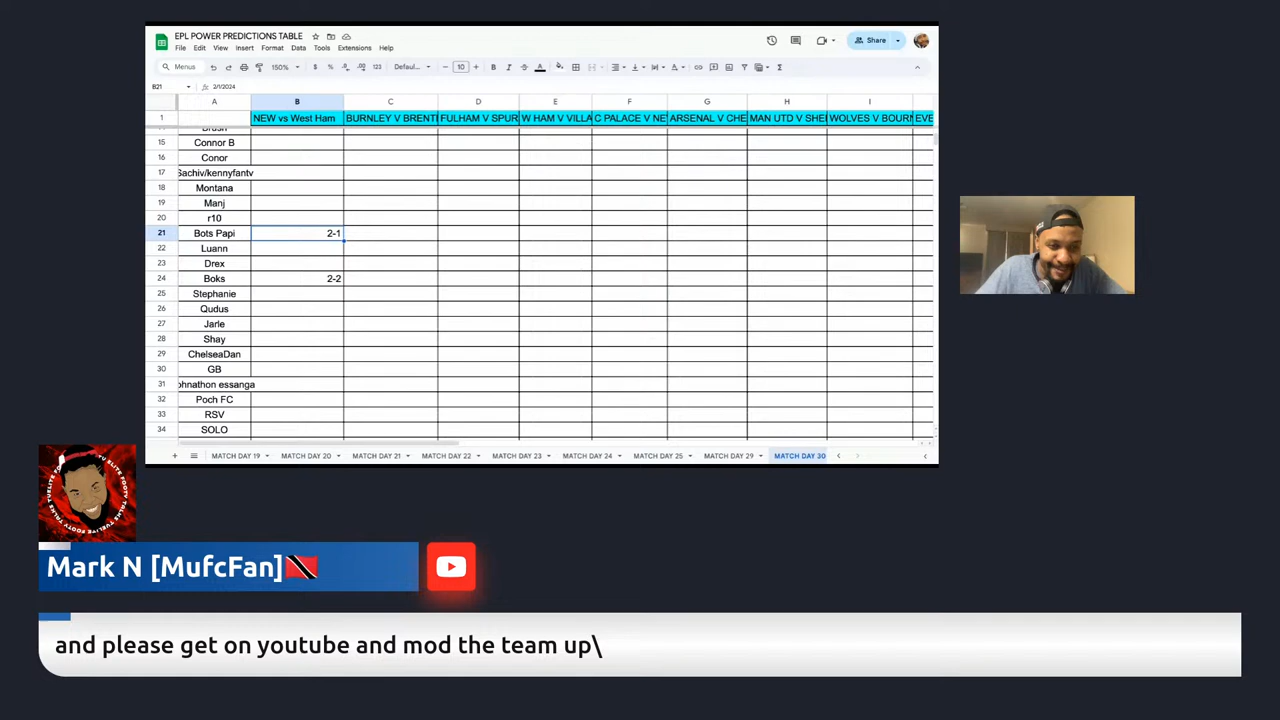 EPL POWER PREDICTIONS TABLE
File Edit View Insert Format Data Tools Extensions Help
Share
Menus 150% $ % 123 Defaul... 10 B I A Σ
B21 2/1/2024
A B C D E F G H I
1 NEW vs West Ham BURNLEY V BRENTI FULHAM V SPUR W HAM V VILLA C PALACE V NE ARSENAL V CHE MAN UTD V SHE WOLVES V BOURN EVE
Brush
15 Connor B
16 Conor
17 Sachiv/kennyfantv
18 Montana
19 Manj
20 r10
21 Bots Papi 2-1
22 Luann
23 Drex
24 Boks 2-2
25 Stephanie
26 Qudus
27 Jarle
28 Shay
29 ChelseaDan
30 GB
31 ohnathon essanga
32 Poch FC
33 RSV
34 SOLO
MATCH DAY 19 MATCH DAY 20 MATCH DAY 21 MATCH DAY 22 MATCH DAY 23 MATCH DAY 24 MATCH DAY 25 MATCH DAY 29 MATCH DAY 30
Mark N [MufcFan]🇹🇹
and please get on youtube and mod the team up\